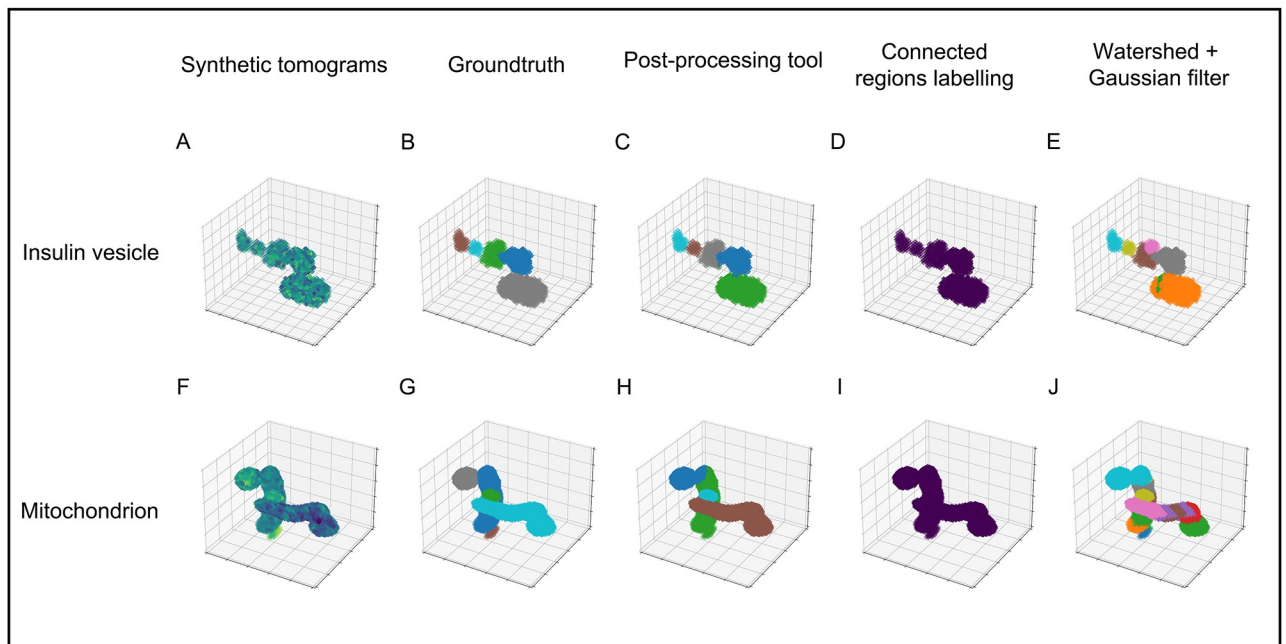 Synthetic tomograms
Groundtruth
Post-processing tool
Connected
regions labelling
Watershed +
Gaussian filter
A
B
C
D
E
Insulin vesicle
F
G
H
I
J
Mitochondrion